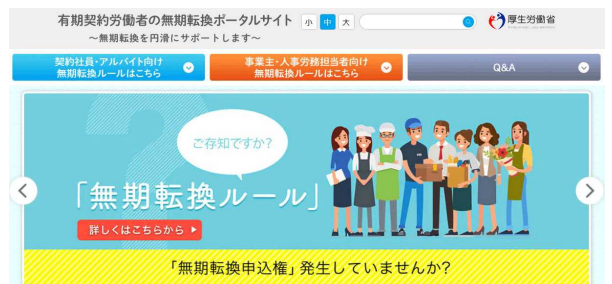 有期契約労働者の無期転換ポータルサイト
小 中 大
厚生労働省
～無期転換を円滑にサポートします～
契約社員・アルバイト向け
無期転換ルールはこちら
事業主・人事労務担当者向け
無期転換ルールはこちら
Q&A
ご存知ですか?
「無期転換ルール」
詳しくはこちらから
「無期転換申込権」発生していませんか?